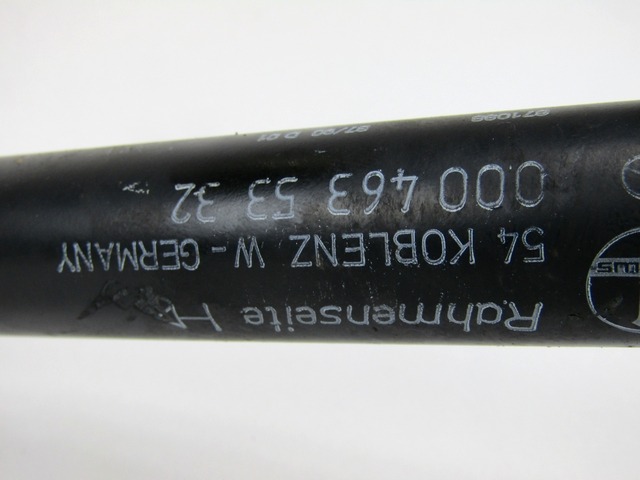 Rahmenseite
54 KOBLENZ W-GERMANY
000 463 53 32